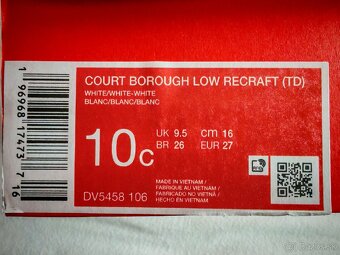 COURT BOROUGH LOW RECRAFT (TD)
WHITE/WHITE-WHITE
BLANC/BLANC/BLANC
10C
UK 9.5 cm 16
BR 26 EUR 27
MADE IN VIETNAM
FABRIQUÉ AU VIETNAM
FABRICADO NO VIETNÃ
HECHO EN VIETNAM
DV5458 106
1 96968 17473 716